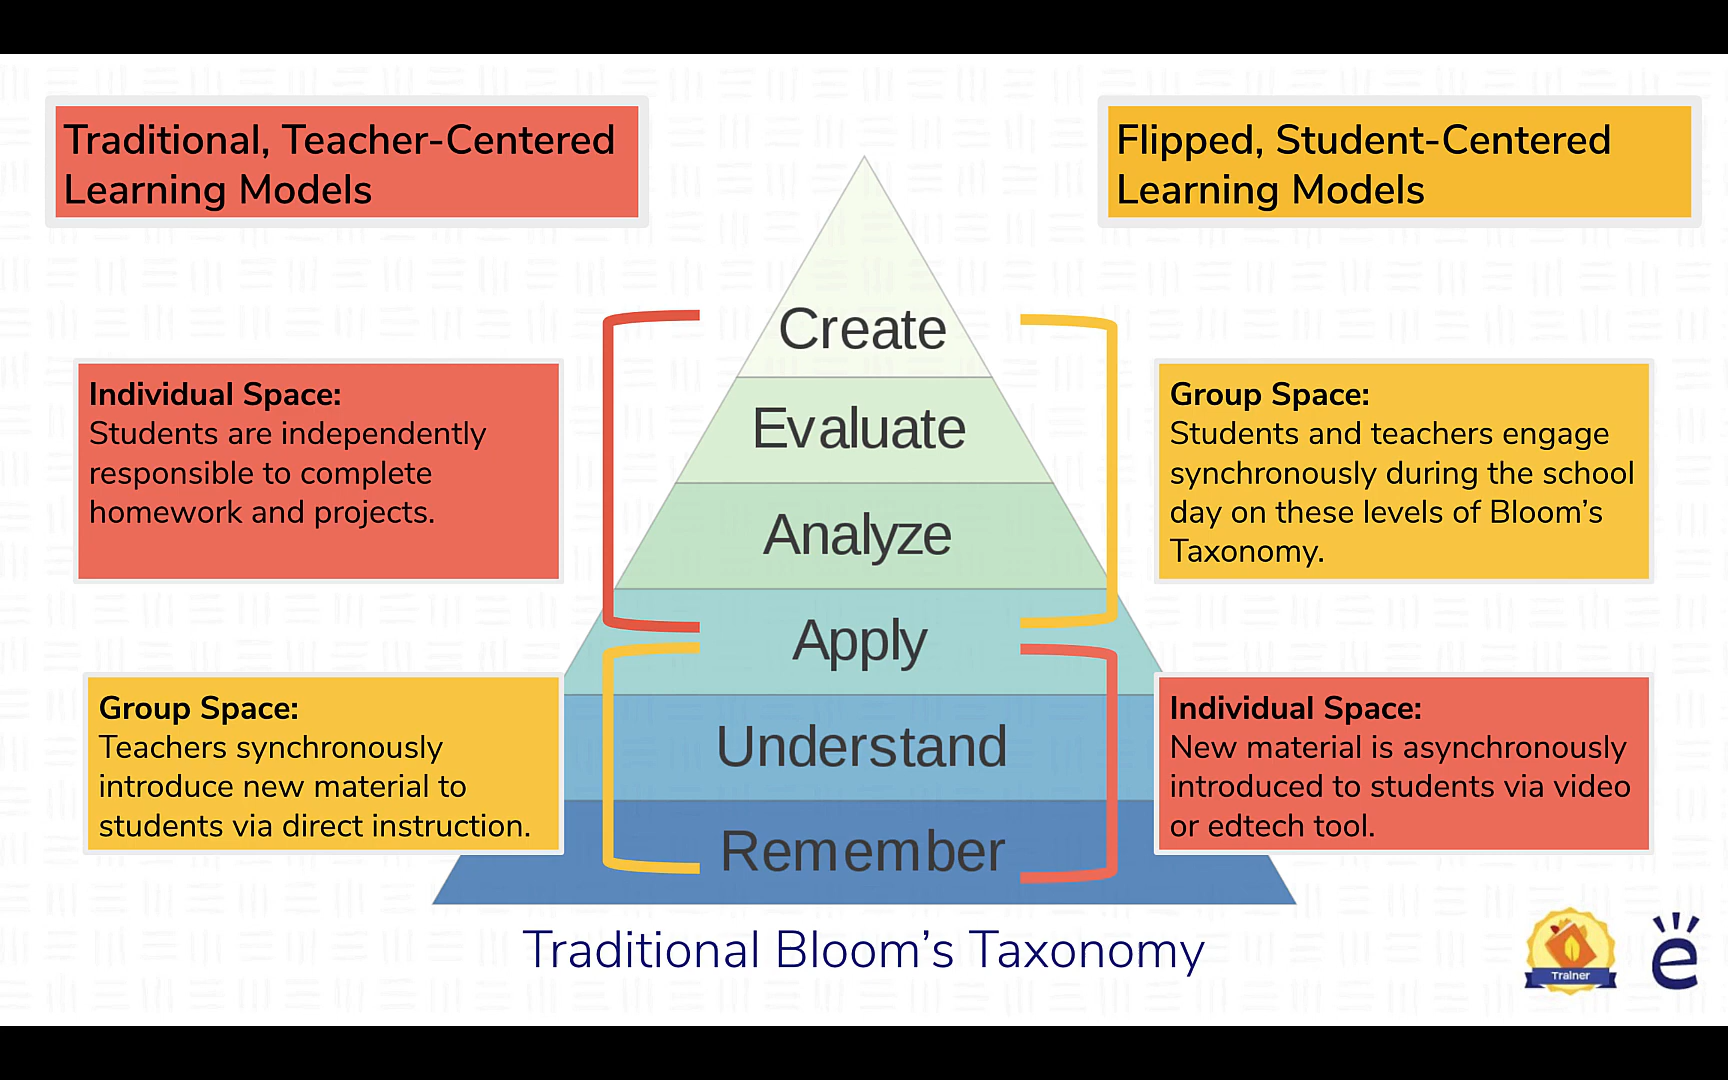 Traditional, Teacher-Centered
Learning Models
Flipped, Student-Centered
Learning Models
Individual Space:
Students are independently
responsible to complete
homework and projects.
Group Space:
Teachers synchronously
introduce new material to
students via direct instruction.
Create
Evaluate
Analyze
Apply
Understand
Remember
Group Space:
Students and teachers engage
synchronously during the school
day on these levels of Bloom’s
Taxonomy.
Individual Space:
New material is asynchronously
introduced to students via video
or edtech tool.
Traditional Bloom’s Taxonomy
Trainer
ë